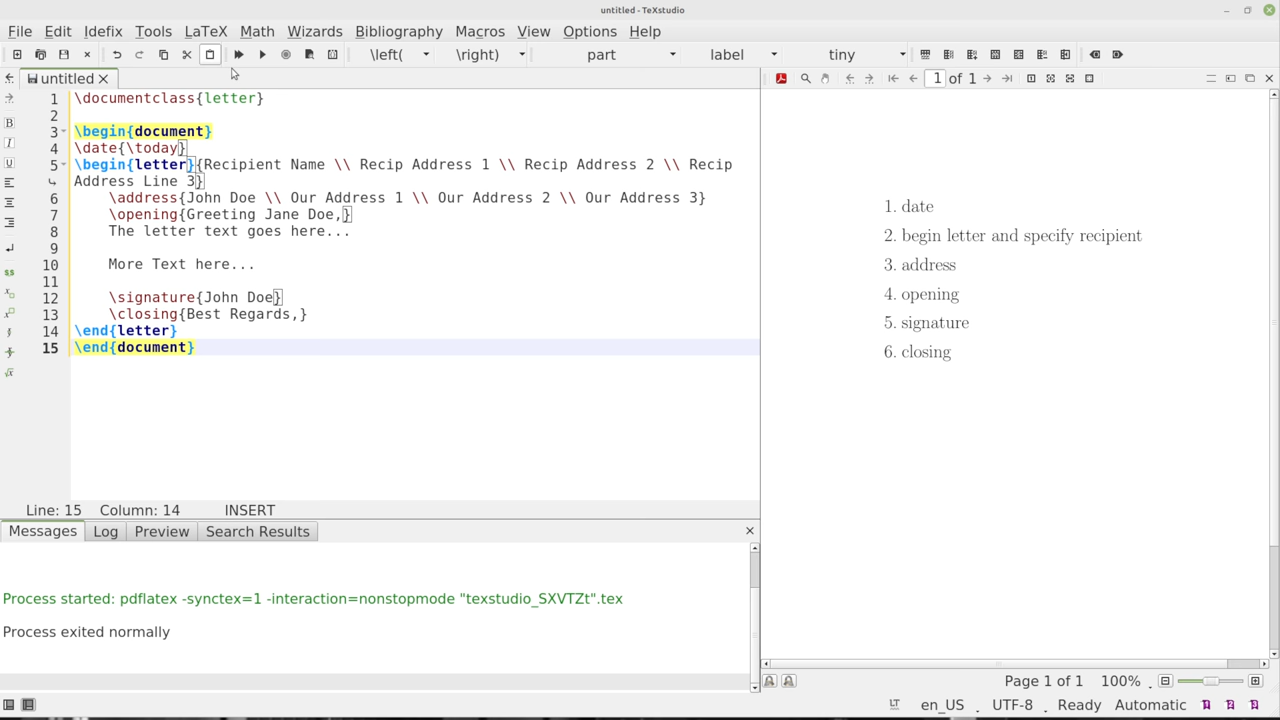 untitled - TeXstudio
File Edit Idefix Tools LaTeX Math Wizards Bibliography Macros View Options Help
\left( \right) part label tiny
untitled
1 of 1
1 \documentclass{letter}
2
3 \begin{document}
4 \date{\today}
5 \begin{letter}{Recipient Name \\ Recip Address 1 \\ Recip Address 2 \\ Recip
Address Line 3}
6 \address{John Doe \\ Our Address 1 \\ Our Address 2 \\ Our Address 3}
7 \opening{Greeting Jane Doe,}
8 The letter text goes here...
9
10 More Text here...
11
12 \signature{John Doe}
13 \closing{Best Regards,}
14 \end{letter}
15 \end{document}
Line: 15 Column: 14 INSERT
Messages Log Preview Search Results
Process started: pdflatex -synctex=1 -interaction=nonstopmode "texstudio_SXVTZt".tex
Process exited normally
1. date
2. begin letter and specify recipient
3. address
4. opening
5. signature
6. closing
Page 1 of 1 100%
LT en_US UTF-8 Ready Automatic